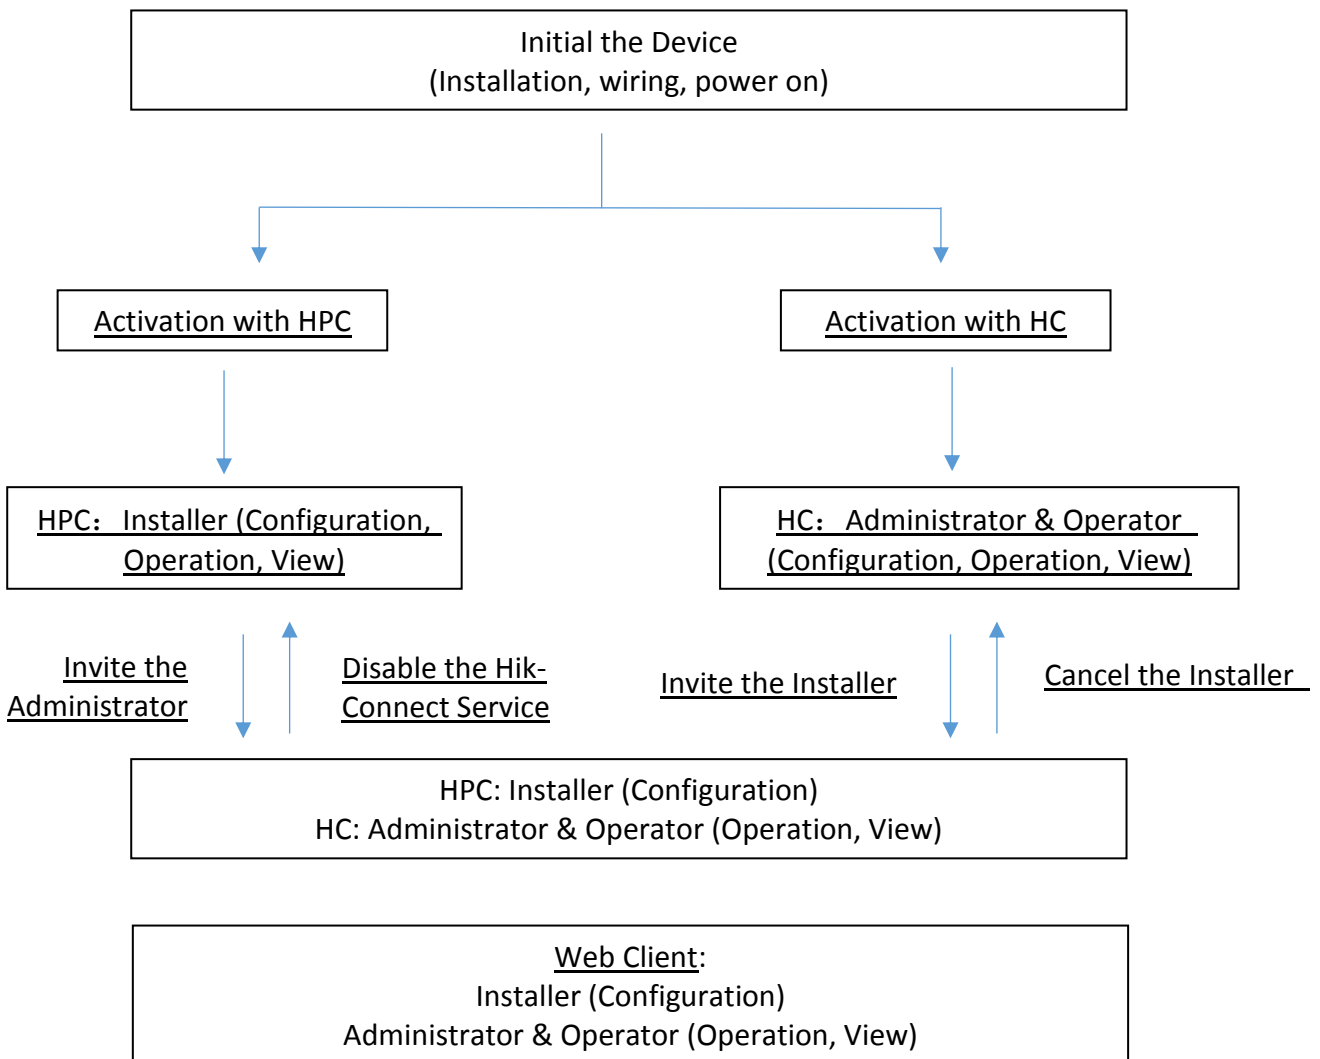 Initial the Device
(Installation, wiring, power on)
Activation with HPC
Activation with HC
HPC： Installer (Configuration,
Operation, View)
HC： Administrator & Operator
(Configuration, Operation, View)
Invite the
Administrator
Disable the Hik-
Connect Service
Invite the Installer
Cancel the Installer
HPC: Installer (Configuration)
HC: Administrator & Operator (Operation, View)
Web Client:
Installer (Configuration)
Administrator & Operator (Operation, View)